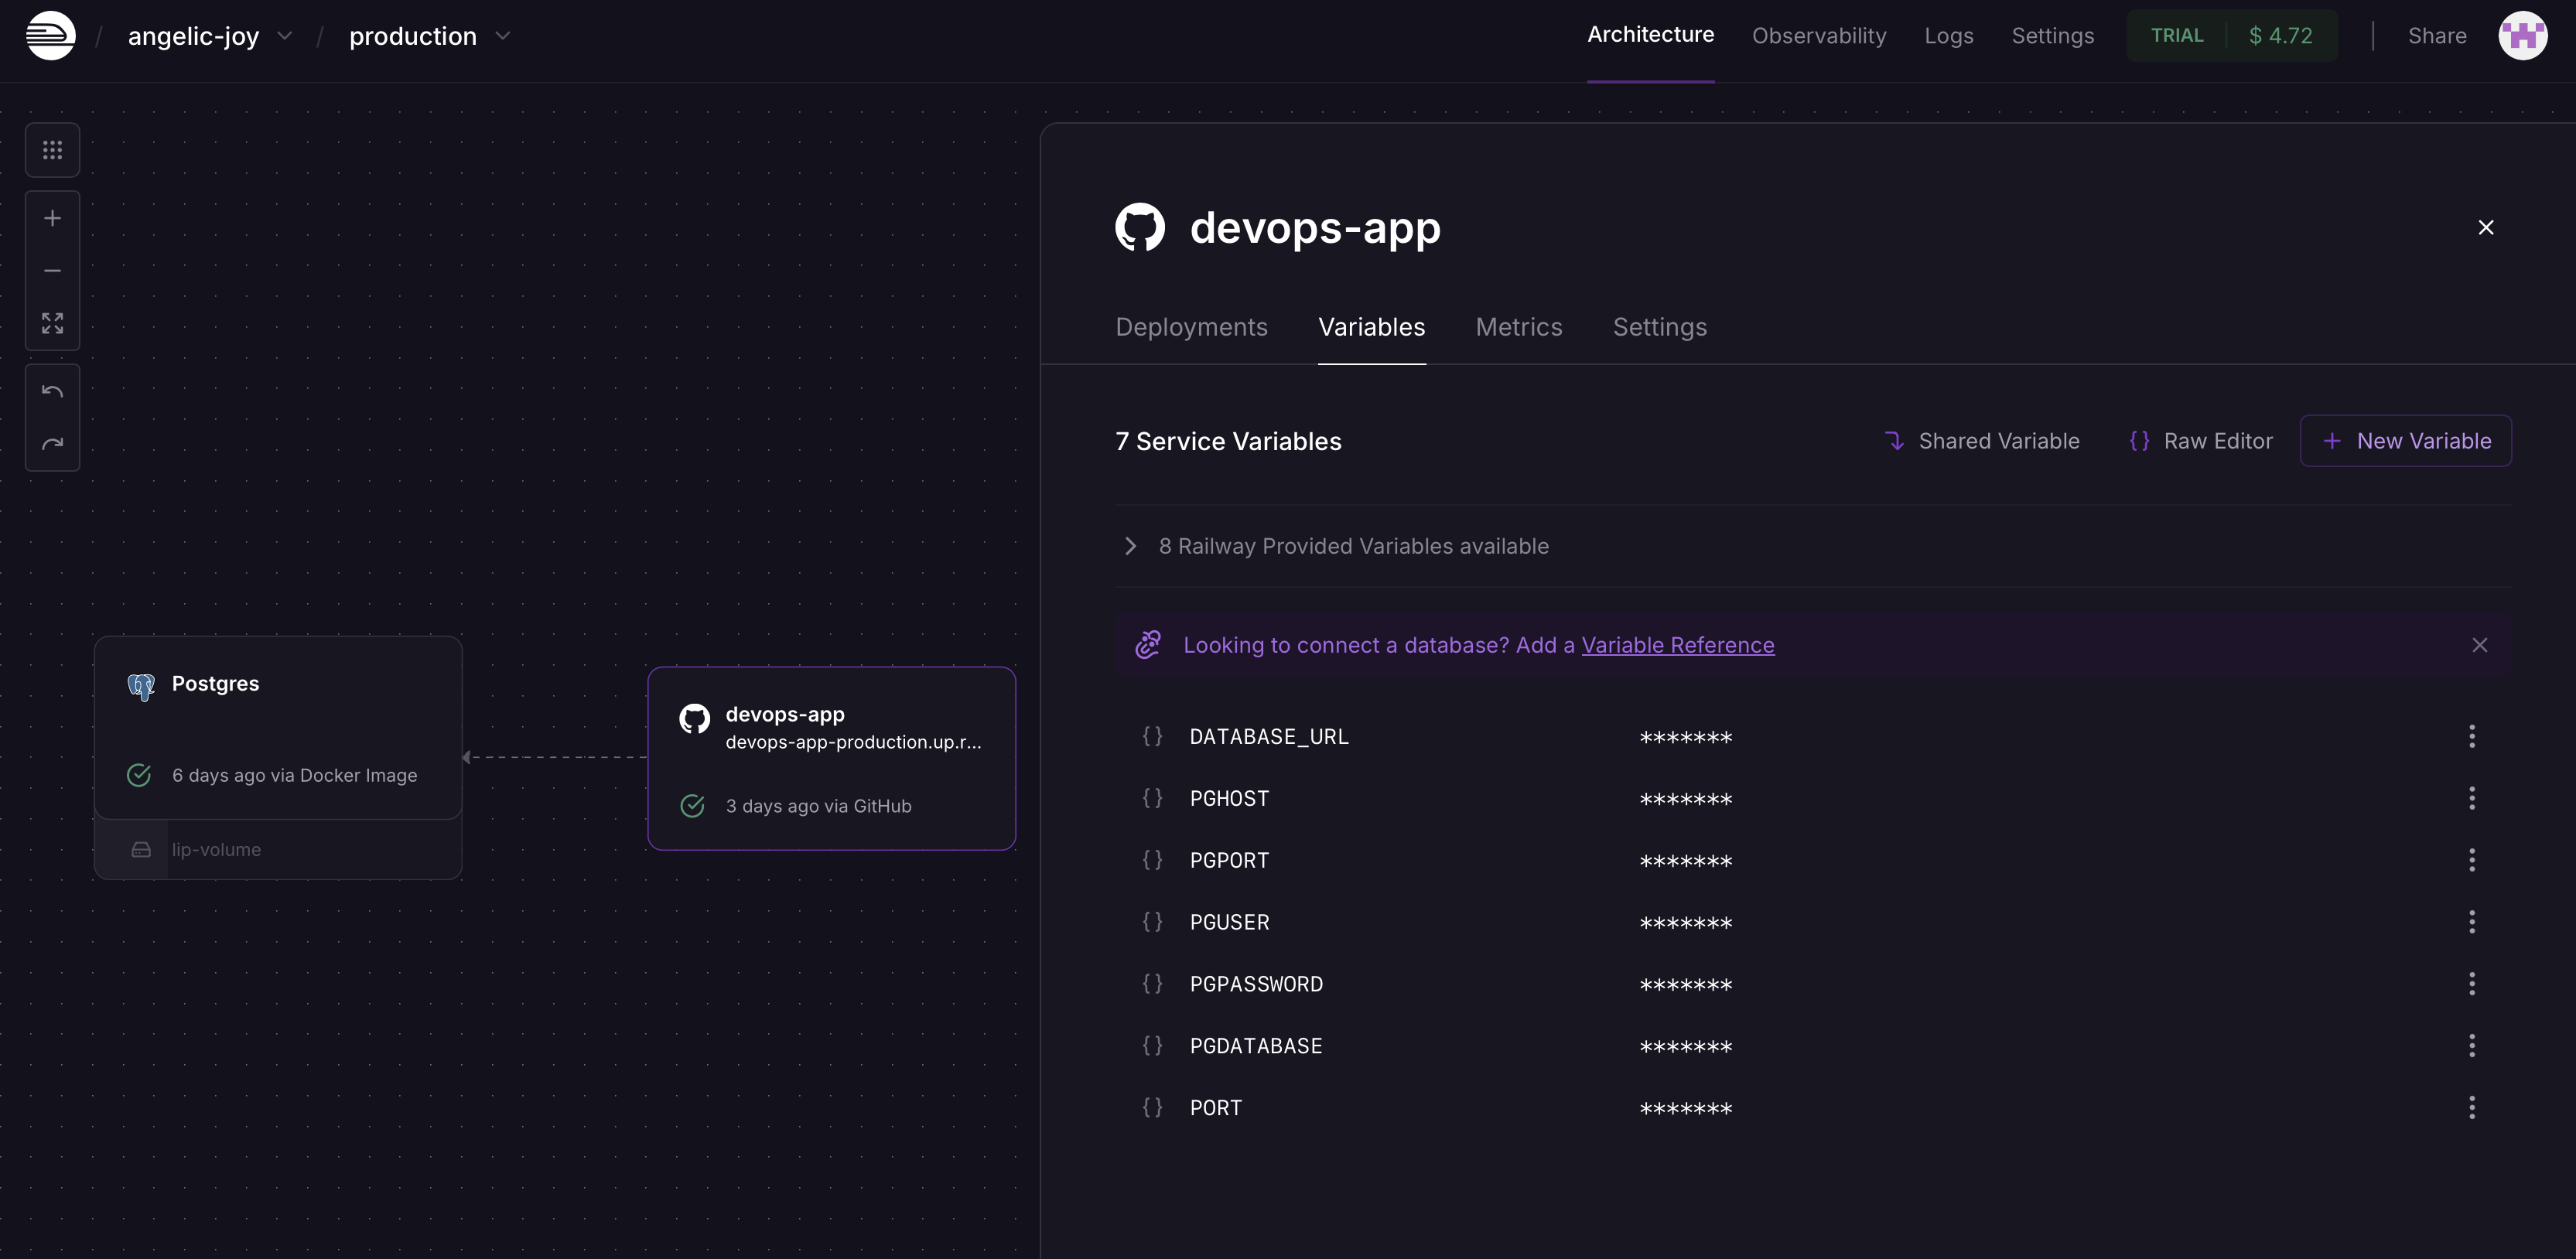 / angelic-joy / production
Architecture Observability Logs Settings TRIAL $ 4.72 Share
Postgres
6 days ago via Docker Image
lip-volume
devops-app
devops-app-production.up.r...
3 days ago via GitHub
devops-app
Deployments Variables Metrics Settings
7 Service Variables Shared Variable {} Raw Editor + New Variable
8 Railway Provided Variables available
Looking to connect a database? Add a Variable Reference
{} DATABASE_URL *******
{} PGHOST *******
{} PGPORT *******
{} PGUSER *******
{} PGPASSWORD *******
{} PGDATABASE *******
{} PORT *******